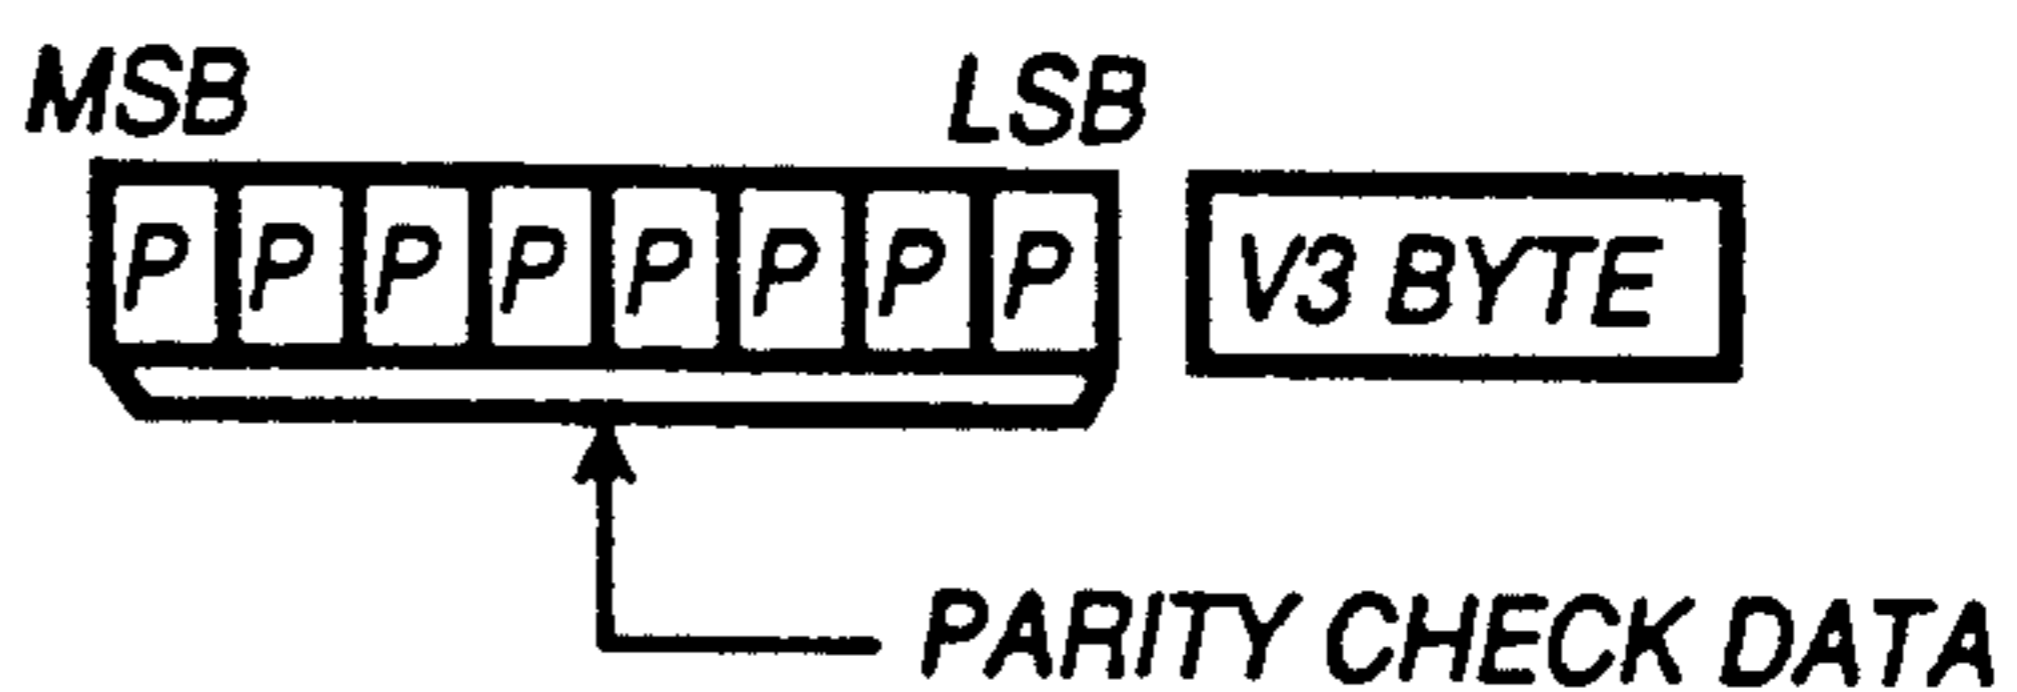 MSB LSB
P P P P P P P P V3 BYTE
PARITY CHECK DATA